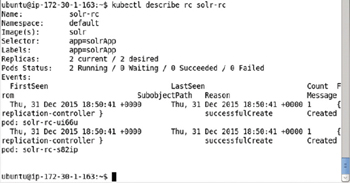 ubuntu@ip-172-30-1-163:~$ kubectl describe rc solr-rc
Name: solr-rc
Namespace: default
Image(s): solr
Selector: app=solrApp
Labels: app=solrApp
Replicas: 2 current / 2 desired
Pods Status: 2 Running / 0 Waiting / 0 Succeeded / 0 Failed
Events:
FirstSeen LastSeen Count F
rom SubobjectPath Reason Message
Thu, 31 Dec 2015 18:50:41 +0000 Thu, 31 Dec 2015 18:50:41 +0000 1 {
replication-controller } successfulCreate Created
pod: solr-rc-ui66u
Thu, 31 Dec 2015 18:50:41 +0000 Thu, 31 Dec 2015 18:50:41 +0000 1 {
replication-controller } successfulCreate Created
pod: solr-rc-s82ip
ubuntu@ip-172-30-1-163:~$